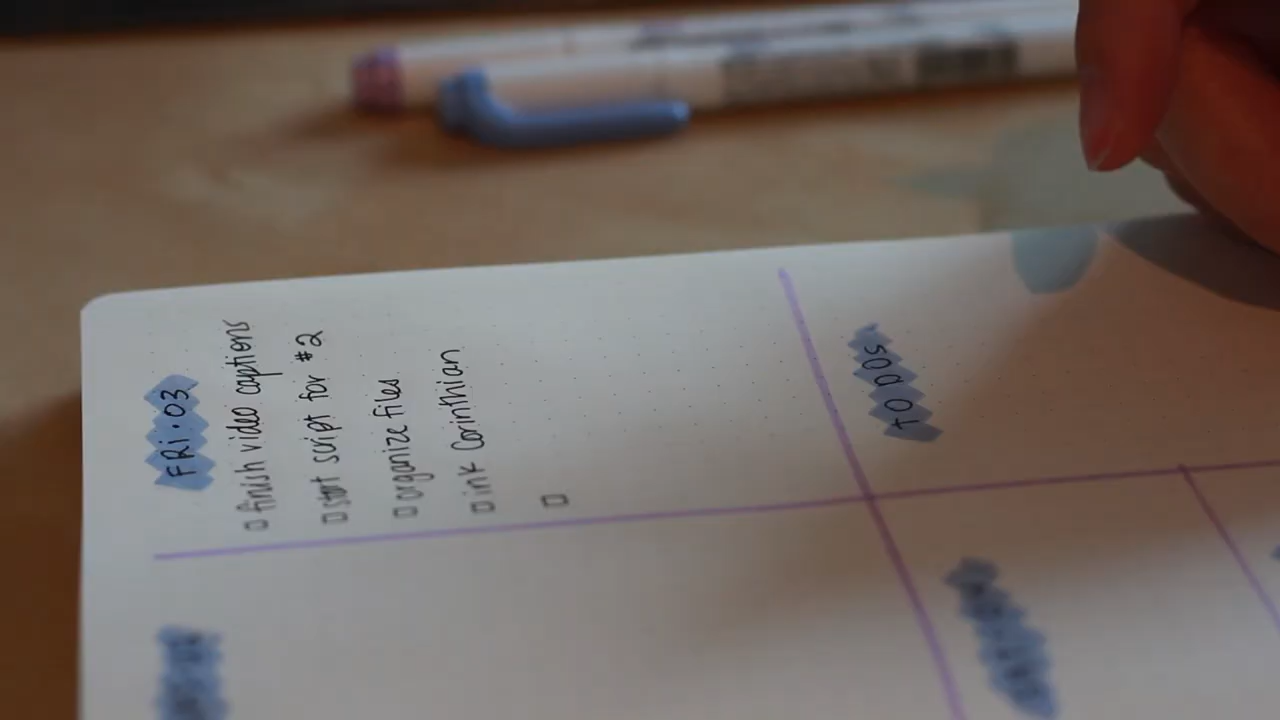 FRI.03
finish video captions
start script for #2
organize files
ink Corinthian
TO DOs